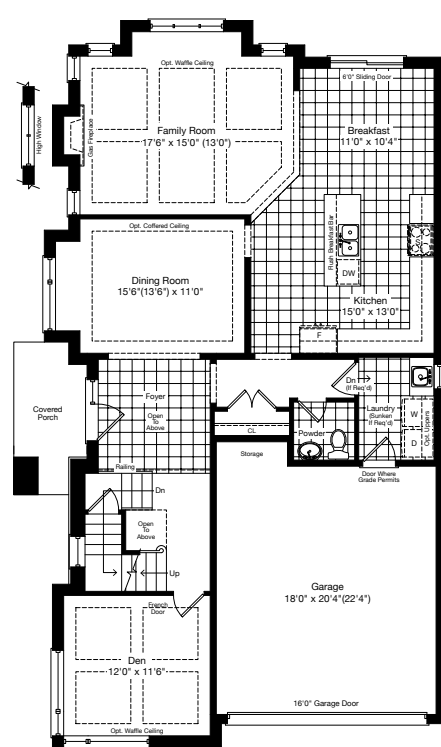 Opt. Waffle Ceiling
6'0" Sliding Door
High Window
Gas Fireplace
Family Room
17'6" x 15'0" (13'0")
Breakfast
11'0" x 10'4"
Opt. Coffered Ceiling
Flush Breakfast Bar
DW
Dining Room
15'6"(13'6") x 11'0"
Kitchen
15'0" x 13'0"
F
Foyer
Open
To
Above
Covered
Porch
Dn
(If Req'd)
Laundry
(Sunken
If Req'd)
W
D
Opt. Uppers
CL
Powder
Storage
Door Where
Grade Permits
Railing
Dn
Open
To
Above
Up
French
Door
Garage
18'0" x 20'4"(22'4")
Den
12'0" x 11'6"
Opt. Waffle Ceiling
16'0" Garage Door